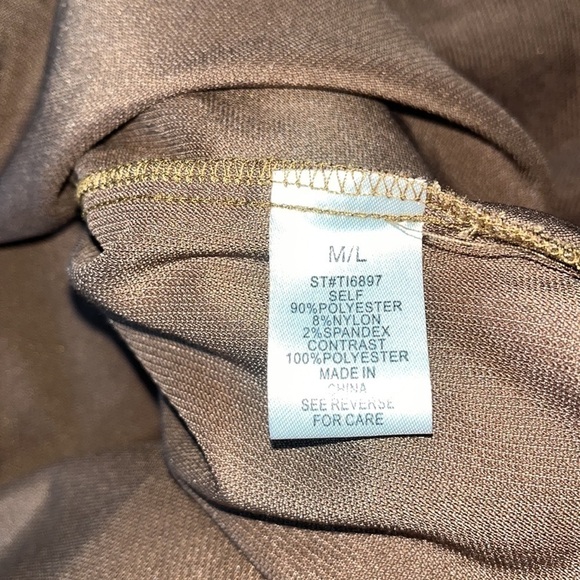 M/L
ST#TI6897
SELF
90%POLYESTER
8%NYLON
2%SPANDEX
CONTRAST
100%POLYESTER
MADE IN
CHINA
SEE REVERSE
FOR CARE